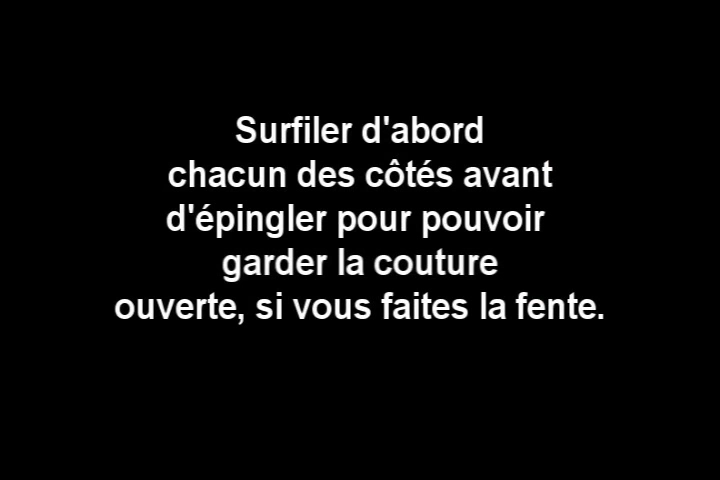 Surfiler d'abord
chacun des côtés avant
d'épingler pour pouvoir
garder la couture
ouverte, si vous faites la fente.